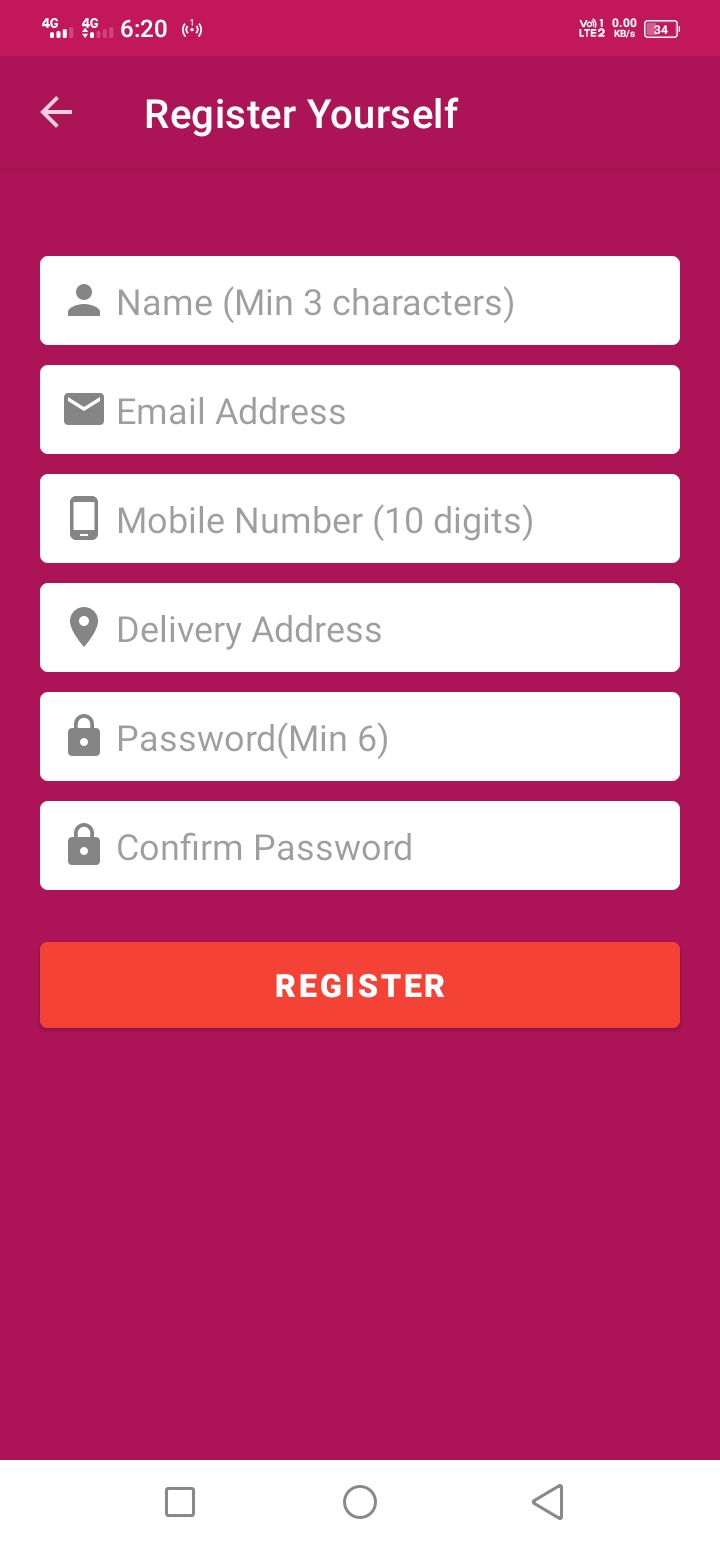 4G 4G 6:20 1 Vo) 1 LTE2 0.00 KB/s 34
Register Yourself
Name (Min 3 characters)
Email Address
Mobile Number (10 digits)
Delivery Address
Password(Min 6)
Confirm Password
REGISTER